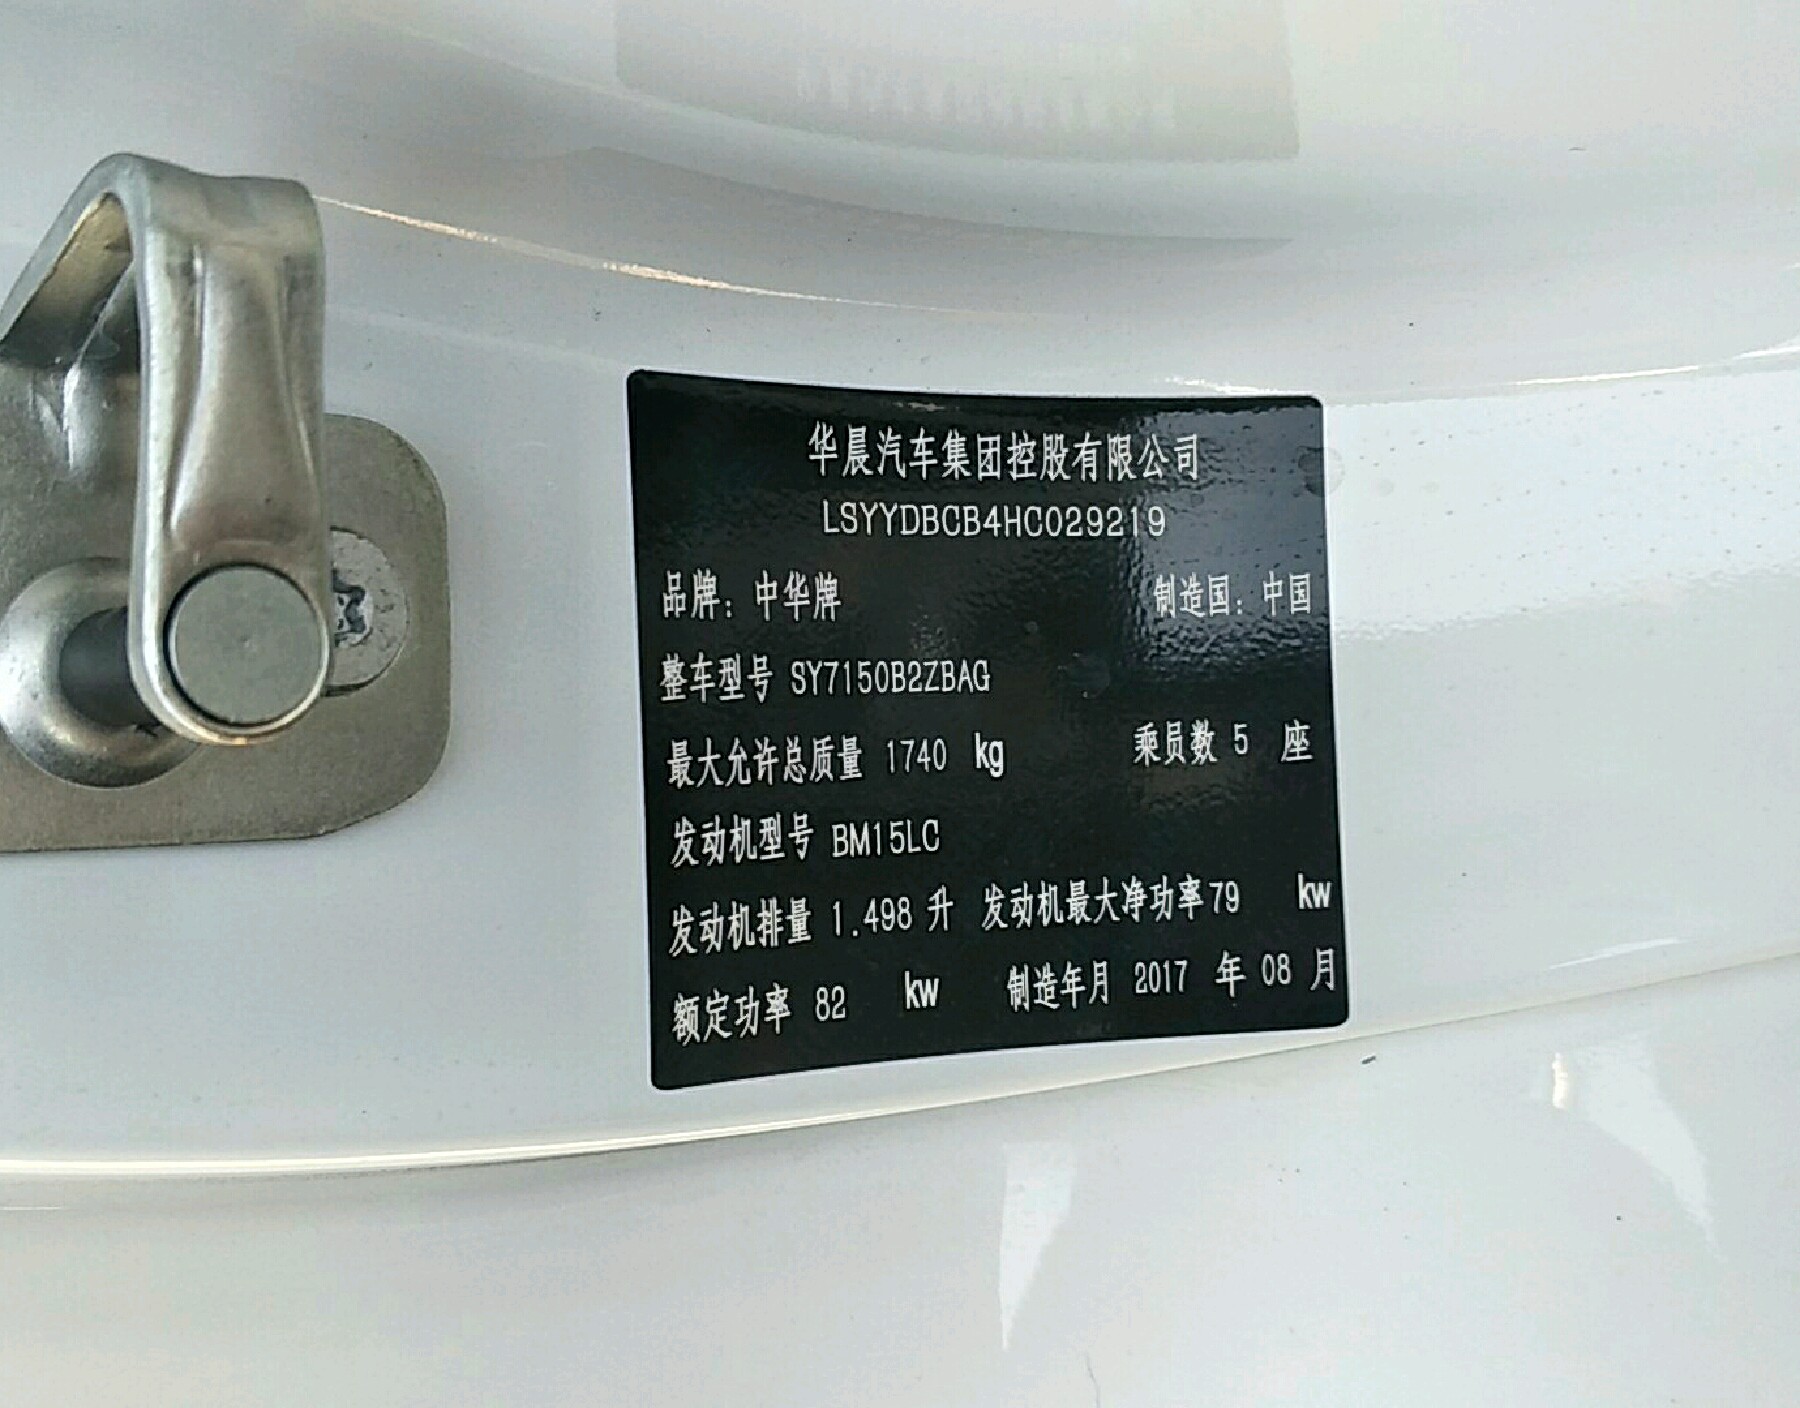 华晨汽车集团控股有限公司
LSYYDBCB4HC029219
品牌：中华牌 制造国：中国
整车型号 SY7150B2ZBAG
最大允许总质量 1740 kg 乘员数 5 座
发动机型号 BM15LC
发动机排量 1.498 升 发动机最大净功率79 kw
额定功率 82 kw 制造年月 2017 年 08 月